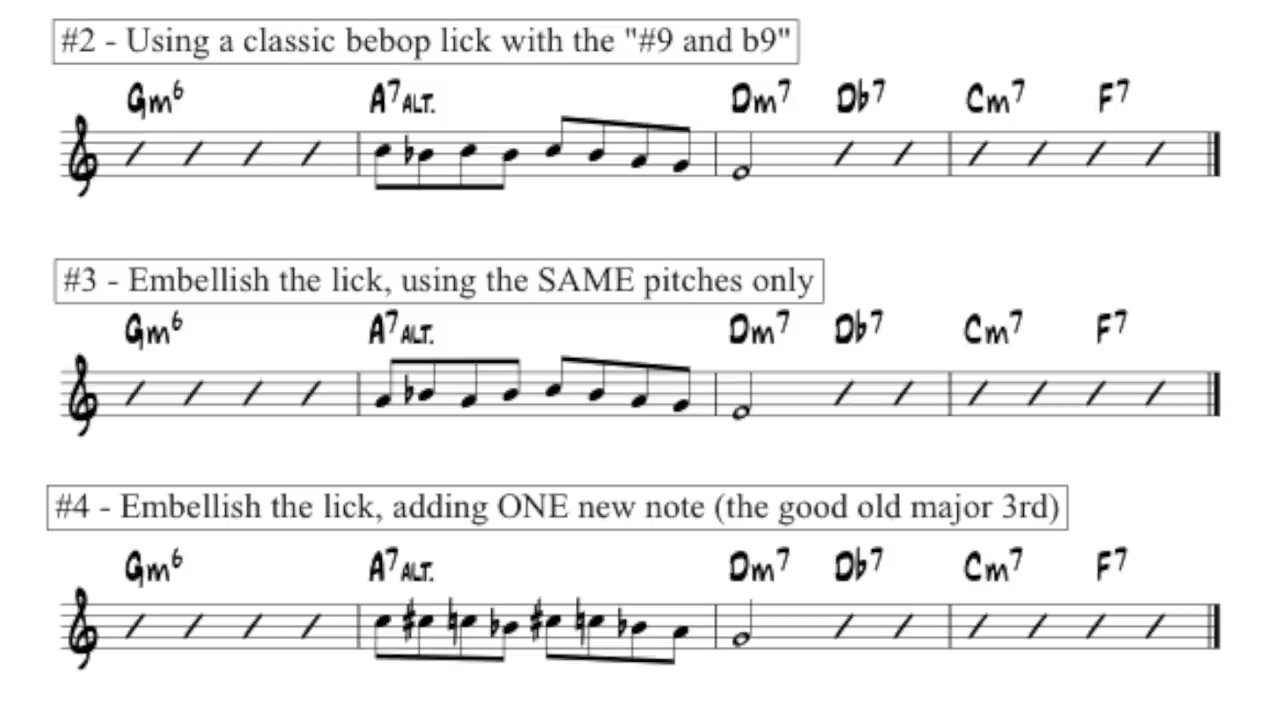 #2 - Using a classic bebop lick with the "#9 and b9"
Gm6 A7ALT. Dm7 Db7 Cm7 F7
#3 - Embellish the lick, using the SAME pitches only
Gm6 A7ALT. Dm7 Db7 Cm7 F7
#4 - Embellish the lick, adding ONE new note (the good old major 3rd)
Gm6 A7ALT. Dm7 Db7 Cm7 F7